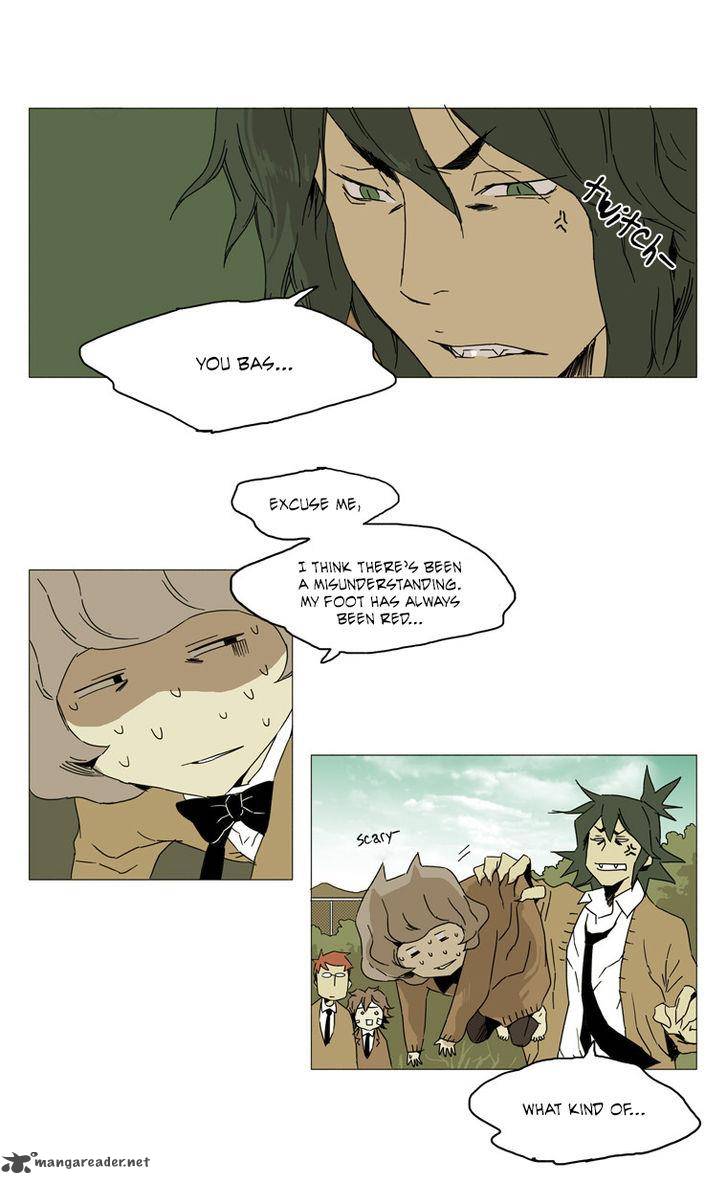 twitch~
YOU BAS...
EXCUSE ME,
I THINK THERE'S BEEN
A MISUNDERSTANDING.
MY FOOT HAS ALWAYS
BEEN RED...
scary
WHAT KIND OF...
mangareader.net